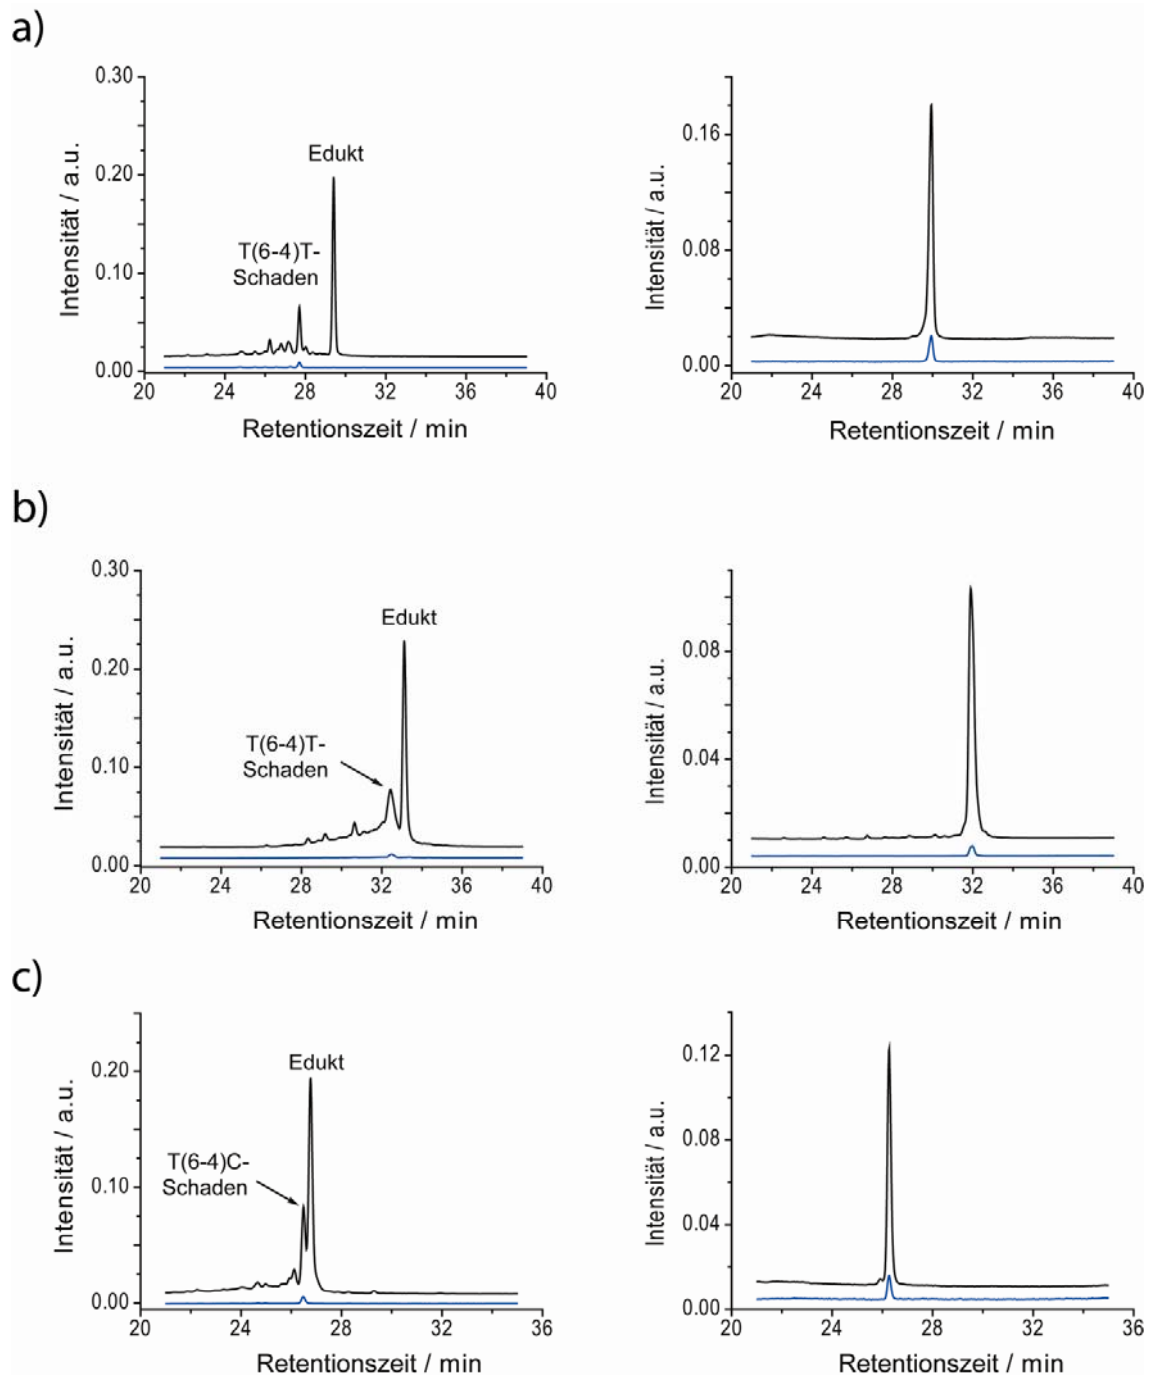 a)
0.30
0.20
0.10
0.00
Intensität / a.u.
Edukt
T(6-4)T-
Schaden
20 24 28 32 36 40
Retentionszeit / min
0.16
0.08
0.00
Intensität / a.u.
20 24 28 32 36 40
Retentionszeit / min
b)
0.30
0.20
0.10
0.00
Intensität / a.u.
Edukt
T(6-4)T-
Schaden
20 24 28 32 36 40
Retentionszeit / min
0.08
0.04
0.00
Intensität / a.u.
20 24 28 32 36 40
Retentionszeit / min
c)
0.20
0.10
0.00
Intensität / a.u.
Edukt
T(6-4)C-
Schaden
20 24 28 32 36
Retentionszeit / min
0.12
0.08
0.04
0.00
Intensität / a.u.
20 24 28 32 36
Retentionszeit / min